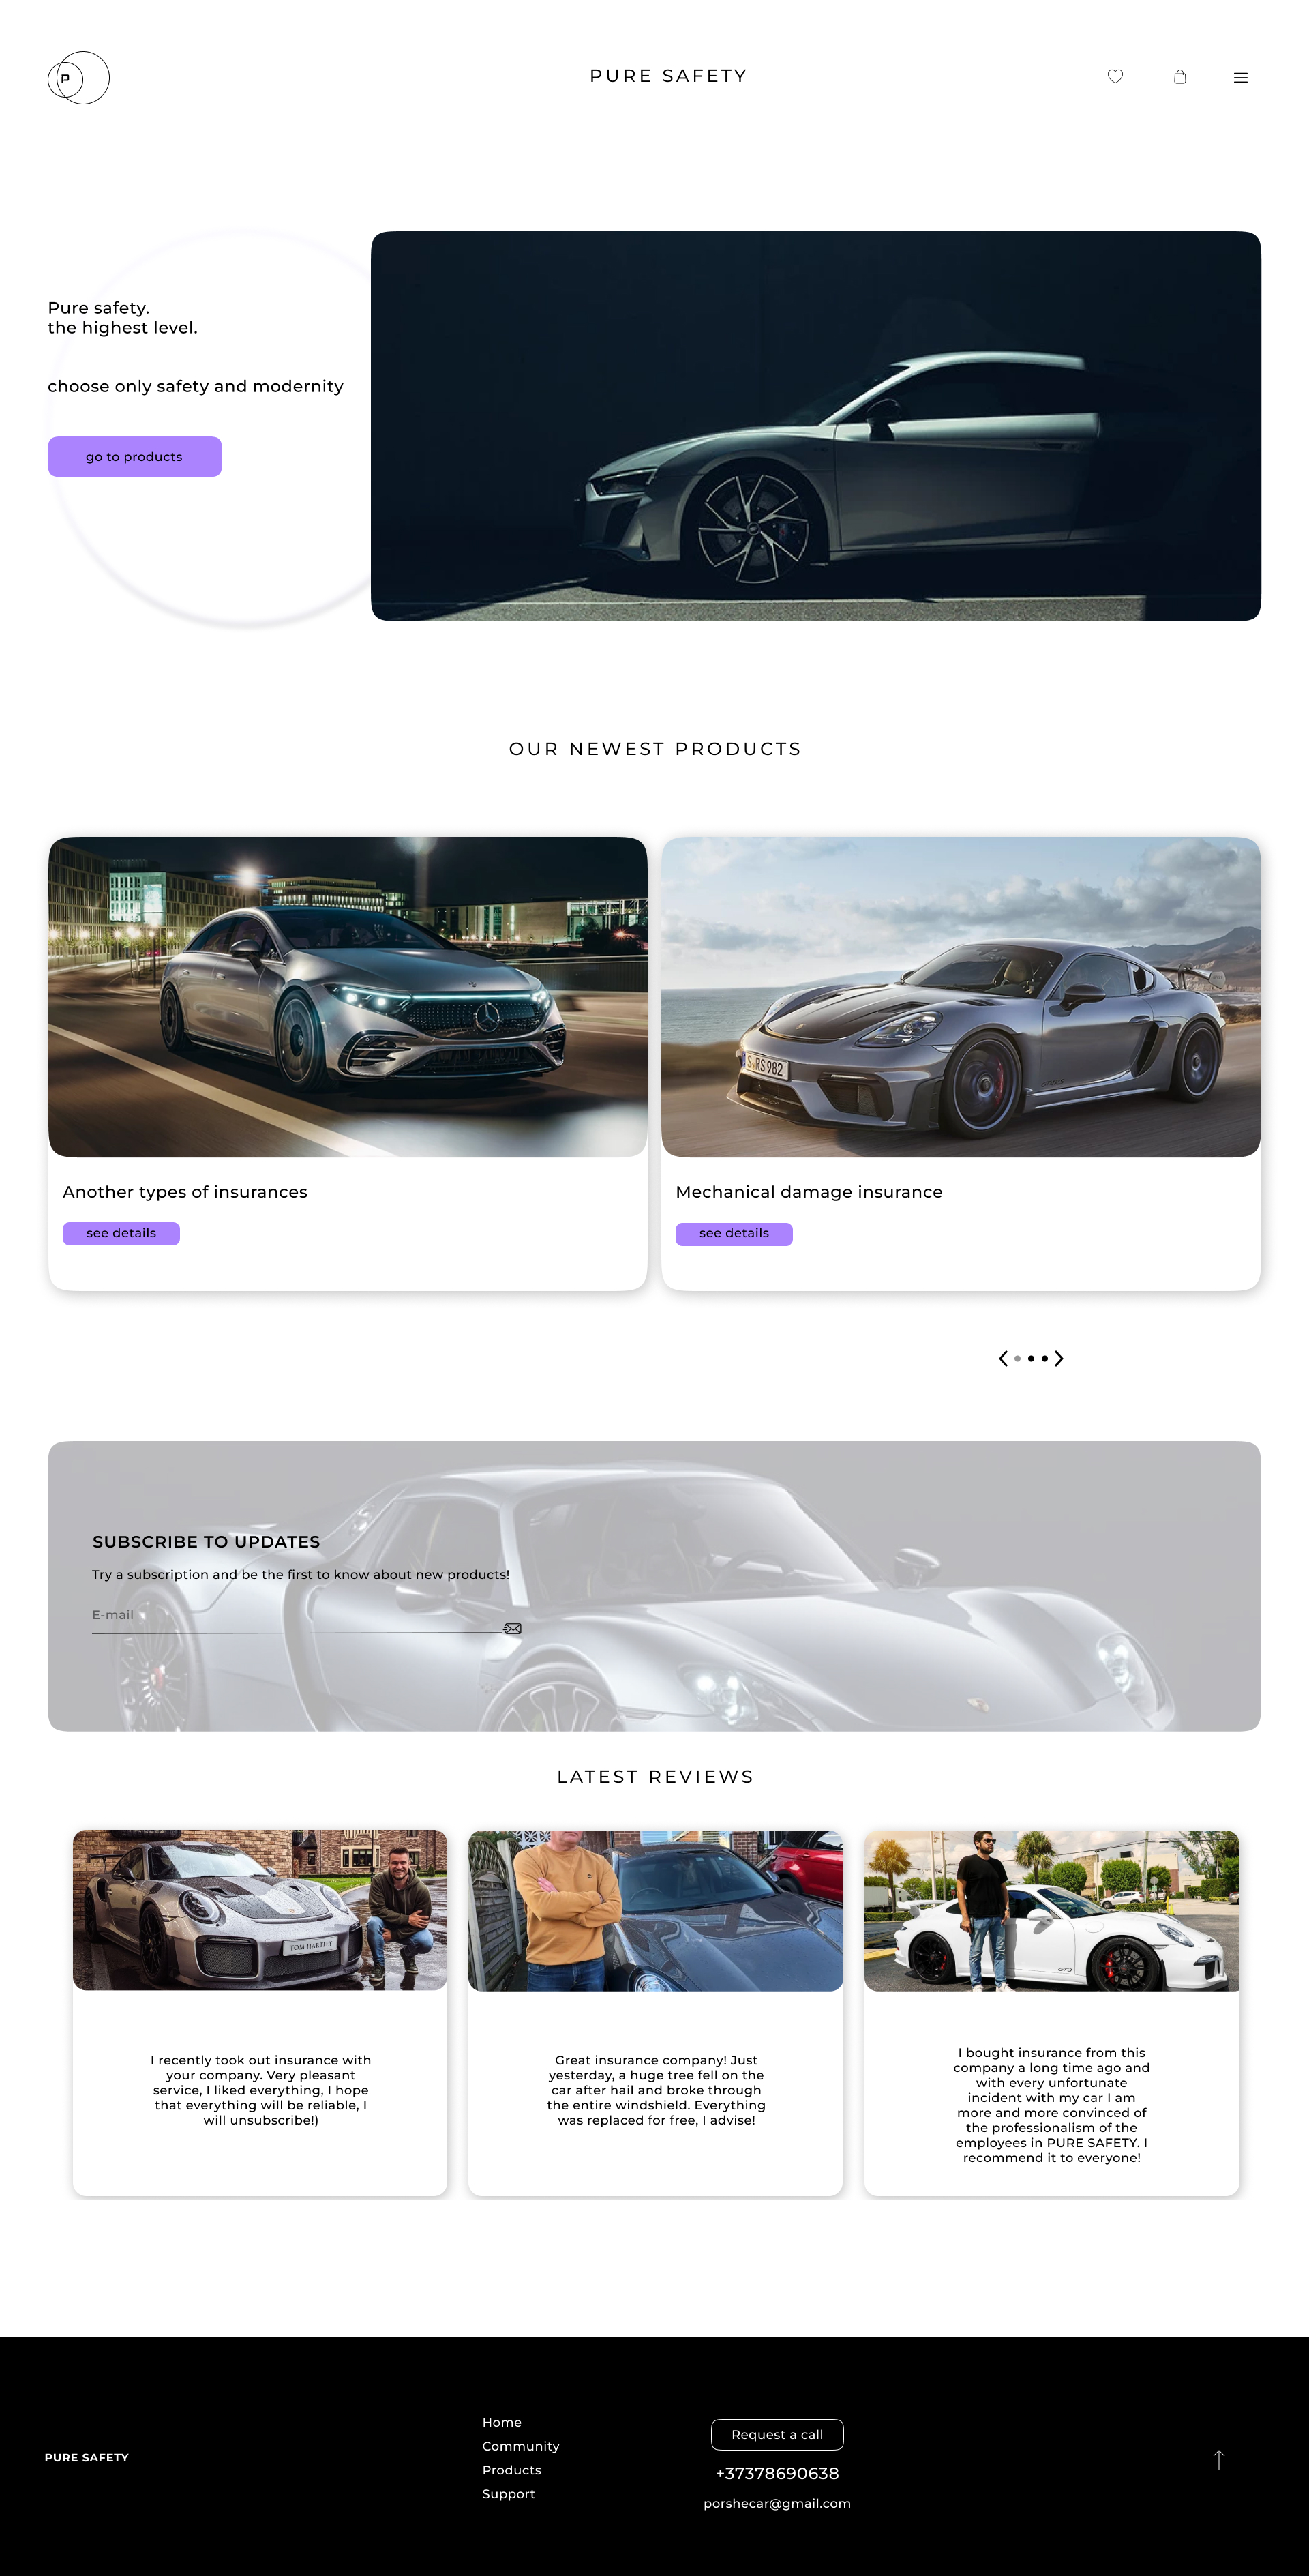 P
PURE SAFETY
Pure safety.
the highest level.
choose only safety and modernity
go to products
OUR NEWEST PRODUCTS
S RS 982
Another types of insurances
see details
Mechanical damage insurance
see details
SUBSCRIBE TO UPDATES
Try a subscription and be the first to know about new products!
E-mail
LATEST REVIEWS
TOM HARTLEY
GT3
I recently took out insurance with
your company. Very pleasant
service, I liked everything, I hope
that everything will be reliable, I
will unsubscribe!)
Great insurance company! Just
yesterday, a huge tree fell on the
car after hail and broke through
the entire windshield. Everything
was replaced for free, I advise!
I bought insurance from this
company a long time ago and
with every unfortunate
incident with my car I am
more and more convinced of
the professionalism of the
employees in PURE SAFETY. I
recommend it to everyone!
PURE SAFETY
Home
Community
Products
Support
Request a call
+37378690638
porshecar@gmail.com